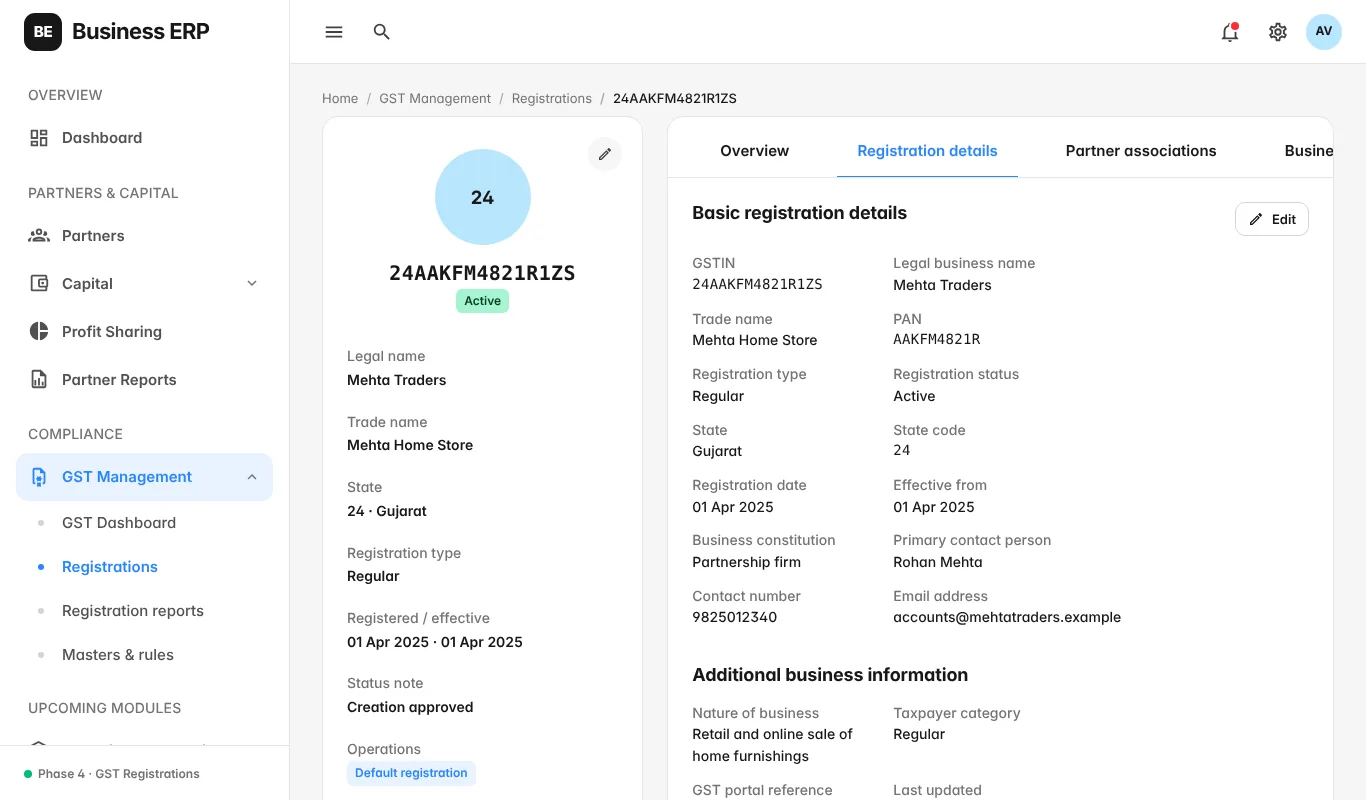 BE Business ERP
OVERVIEW
Dashboard
PARTNERS & CAPITAL
Partners
Capital
Profit Sharing
Partner Reports
COMPLIANCE
GST Management
GST Dashboard
Registrations
Registration reports
Masters & rules
UPCOMING MODULES
Phase 4 · GST Registrations
AV
Home / GST Management / Registrations / 24AAKFM4821R1ZS
24
24AAKFM4821R1ZS
Active
Legal name
Mehta Traders
Trade name
Mehta Home Store
State
24 · Gujarat
Registration type
Regular
Registered / effective
01 Apr 2025 · 01 Apr 2025
Status note
Creation approved
Operations
Default registration
Overview Registration details Partner associations Busine
Basic registration details
Edit
GSTIN Legal business name
24AAKFM4821R1ZS Mehta Traders
Trade name PAN
Mehta Home Store AAKFM4821R
Registration type Registration status
Regular Active
State State code
Gujarat 24
Registration date Effective from
01 Apr 2025 01 Apr 2025
Business constitution Primary contact person
Partnership firm Rohan Mehta
Contact number Email address
9825012340 accounts@mehtatraders.example
Additional business information
Nature of business Taxpayer category
Retail and online sale of Regular
home furnishings
GST portal reference Last updated